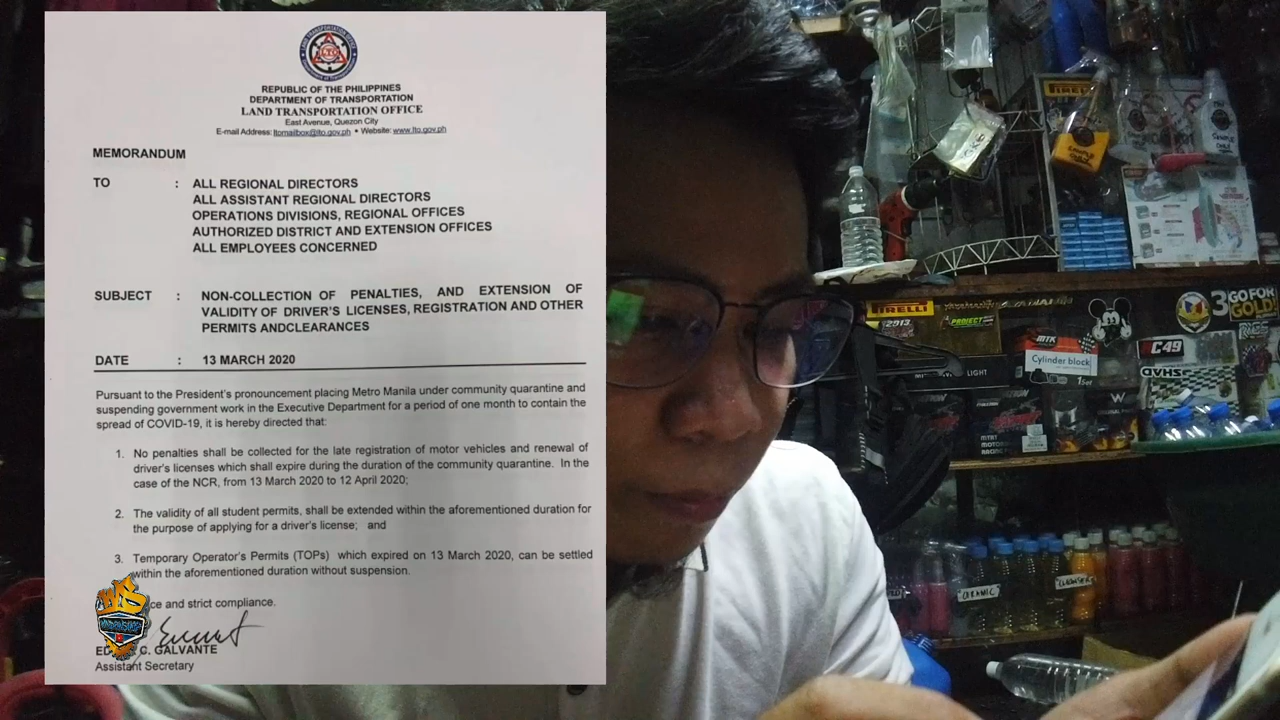 REPUBLIC OF THE PHILIPPINES
DEPARTMENT OF TRANSPORTATION
LAND TRANSPORTATION OFFICE
East Avenue, Quezon City
E-mail Address: ltomailbox@lto.gov.ph • Website: www.lto.gov.ph
MEMORANDUM
TO : ALL REGIONAL DIRECTORS
ALL ASSISTANT REGIONAL DIRECTORS
OPERATIONS DIVISIONS, REGIONAL OFFICES
AUTHORIZED DISTRICT AND EXTENSION OFFICES
ALL EMPLOYEES CONCERNED
SUBJECT : NON-COLLECTION OF PENALTIES, AND EXTENSION OF
VALIDITY OF DRIVER'S LICENSES, REGISTRATION AND OTHER
PERMITS ANDCLEARANCES
DATE : 13 MARCH 2020
Pursuant to the President's pronouncement placing Metro Manila under community quarantine and
suspending government work in the Executive Department for a period of one month to contain the
spread of COVID-19, it is hereby directed that:
1. No penalties shall be collected for the late registration of motor vehicles and renewal of
driver's licenses which shall expire during the duration of the community quarantine. In the
case of the NCR, from 13 March 2020 to 12 April 2020;
2. The validity of all student permits, shall be extended within the aforementioned duration for
the purpose of applying for a driver's license; and
3. Temporary Operator's Permits (TOPs) which expired on 13 March 2020, can be settled
within the aforementioned duration without suspension.
and strict compliance.
C. GALVANTE
Assistant Secretary
PIRELLI
SAMPLE ONLY
PIRELLI
2913
PROJECT
MTK
Cylinder block
LIGHT
1Set
3 GO FOR
GOLD!
C49
ORGANIC